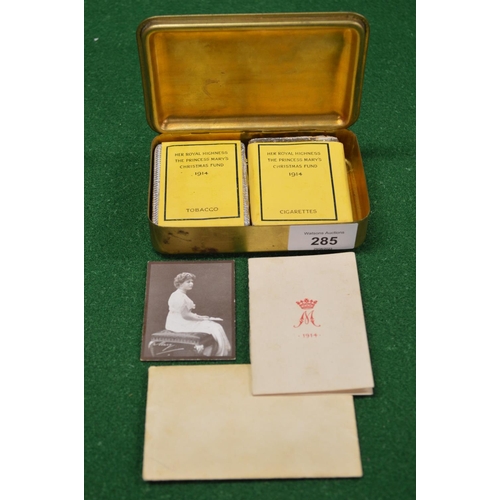 HER ROYAL HIGHNESS
THE PRINCESS MARY'S
CHRISTMAS FUND
1914
TOBACCO
HER ROYAL HIGHNESS
THE PRINCESS MARY'S
CHRISTMAS FUND
1914
CIGARETTES
285
M
1914
Mary